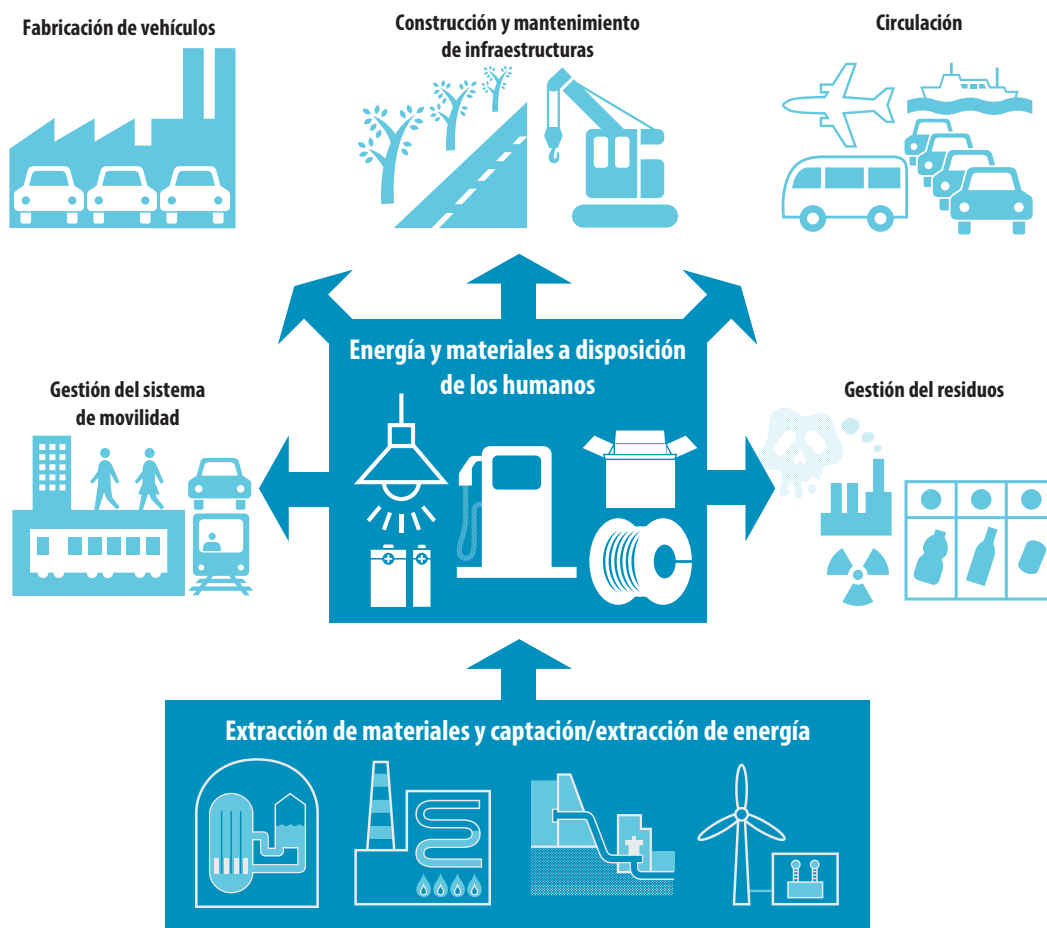 Fabricación de vehículos
Construcción y mantenimiento
de infraestructuras
Circulación
Energía y materiales a disposición
de los humanos
Gestión del sistema
de movilidad
Gestión del residuos
Extracción de materiales y captación/extracción de energía